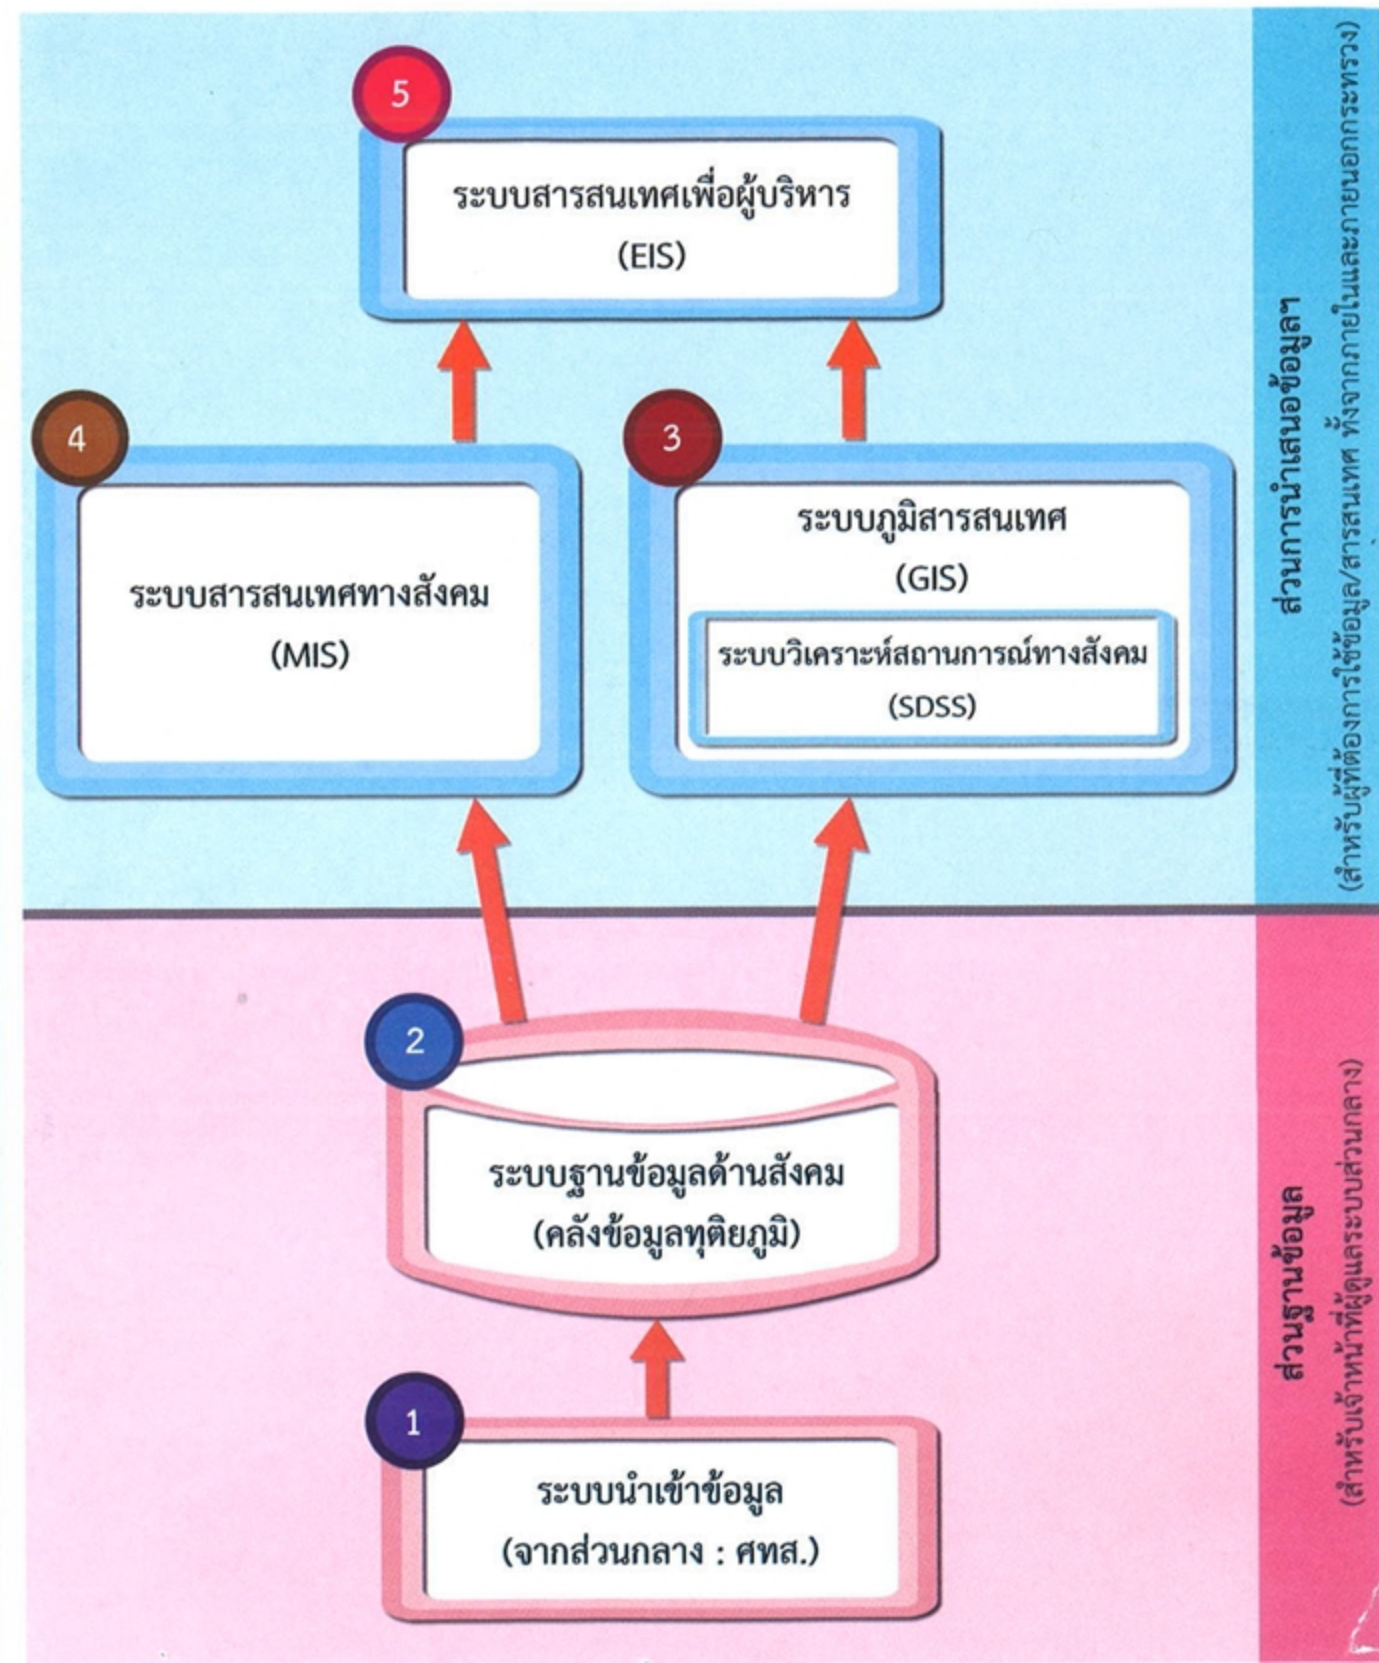 5
ระบบสารสนเทศเพื่อผู้บริหาร
(EIS)
4
ระบบสารสนเทศทางสังคม
(MIS)
3
ระบบภูมิสารสนเทศ
(GIS)
ระบบวิเคราะห์สถานการณ์ทางสังคม
(SDSS)
ส่วนการนำเสนอข้อมูลฯ
(สำหรับผู้ที่ต้องการใช้ข้อมูล/สารสนเทศ ทั้งจากภายในและภายนอกกระทรวง)
2
ระบบฐานข้อมูลด้านสังคม
(คลังข้อมูลทุติยภูมิ)
1
ระบบนำเข้าข้อมูล
(จากส่วนกลาง : ศทส.)
ส่วนฐานข้อมูล
(สำหรับเจ้าหน้าที่ผู้ดูแลระบบส่วนกลาง)